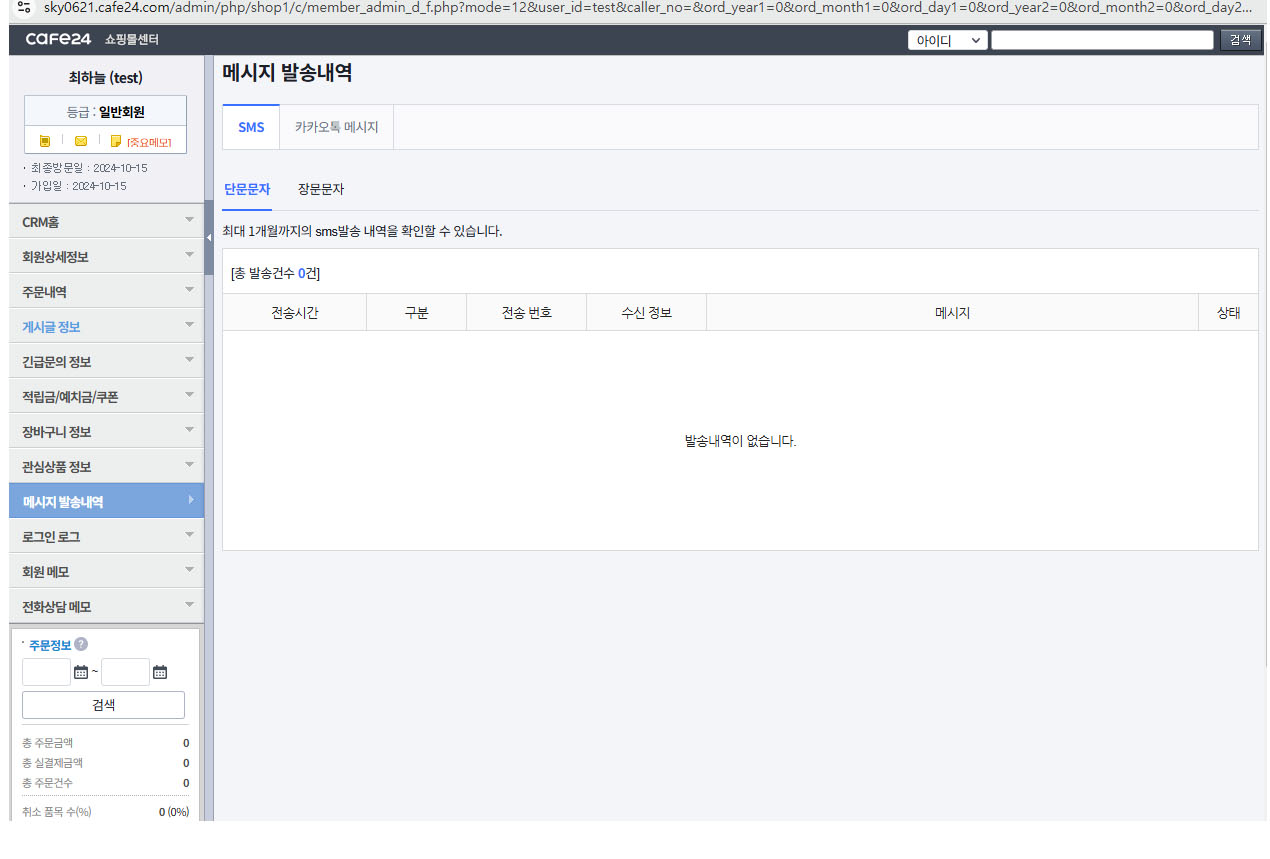 sky0621.cafe24.com/admin/php/shop1/c/member_admin_d_f.php?mode=12&user_id=test&caller_no=&ord_year1=0&ord_month1=0&ord_day1=0&ord_year2=0&ord_month2=0&ord_day2...
cafe24 쇼핑몰센터
아이디
검색
최하늘 (test)
등급 : 일반회원
[중요메모]
· 최종방문일 : 2024-10-15
· 가입일 : 2024-10-15
CRM홈
회원상세정보
주문내역
게시글 정보
긴급문의 정보
적립금/예치금/쿠폰
장바구니 정보
관심상품 정보
메시지 발송내역
로그인 로그
회원 메모
전화상담 메모
· 주문정보 ?
~
검색
총 주문금액 0
총 실결제금액 0
총 주문건수 0
취소 품목 수(%) 0 (0%)
메시지 발송내역
SMS 카카오톡 메시지
단문문자 장문문자
최대 1개월까지의 sms발송 내역을 확인할 수 있습니다.
[총 발송건수 0건]
전송시간 구분 전송 번호 수신 정보 메시지 상태
발송내역이 없습니다.